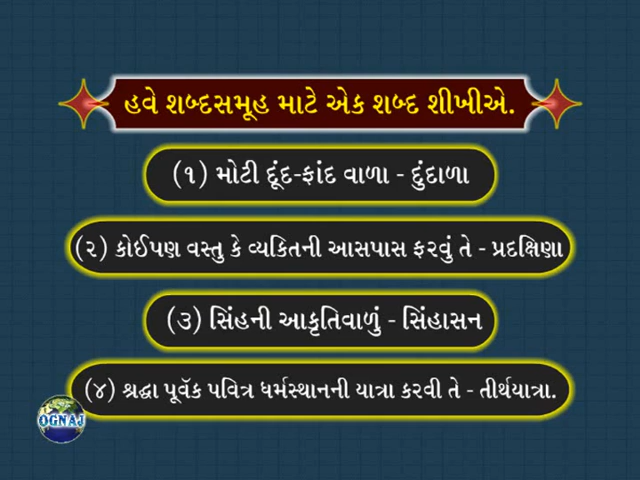 હવે શબ્દસમૂહ માટે એક શબ્દ શીખીએ.
(૧) મોટી દૂંદ-ફાંદ વાળા - દુંદાળા
(૨) કોઈપણ વસ્તુ કે વ્યકિતની આસપાસ ફરવું તે - પ્રદક્ષિણા
(૩) સિંહની આકૃતિવાળું - સિંહાસન
(૪) શ્રદ્ધા પૂર્વક પવિત્ર ધર્મસ્થાનની યાત્રા કરવી તે - તીર્થયાત્રા.
OGNAJ